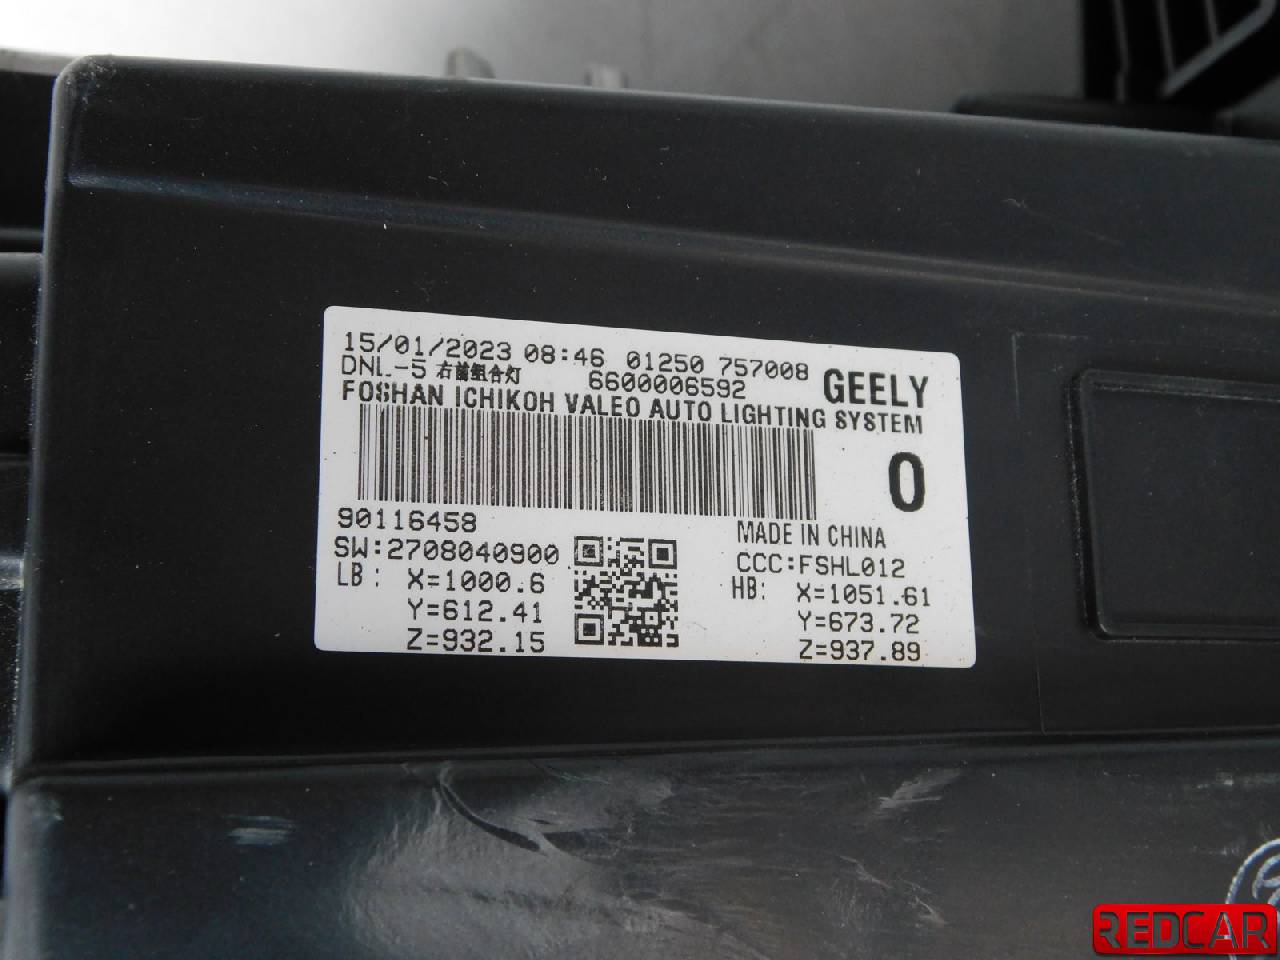 15/01/2023 08:46 01250 757008
DNL-5 右前组合灯 6600006592 GEELY
FOSHAN ICHIKOH VALEO AUTO LIGHTING SYSTEM
0
90116458 MADE IN CHINA
SW:2708040900 CCC:FSHL012
LB: X=1000.6 HB: X=1051.61
Y=612.41 Y=673.72
Z=932.15 Z=937.89
REDCAR